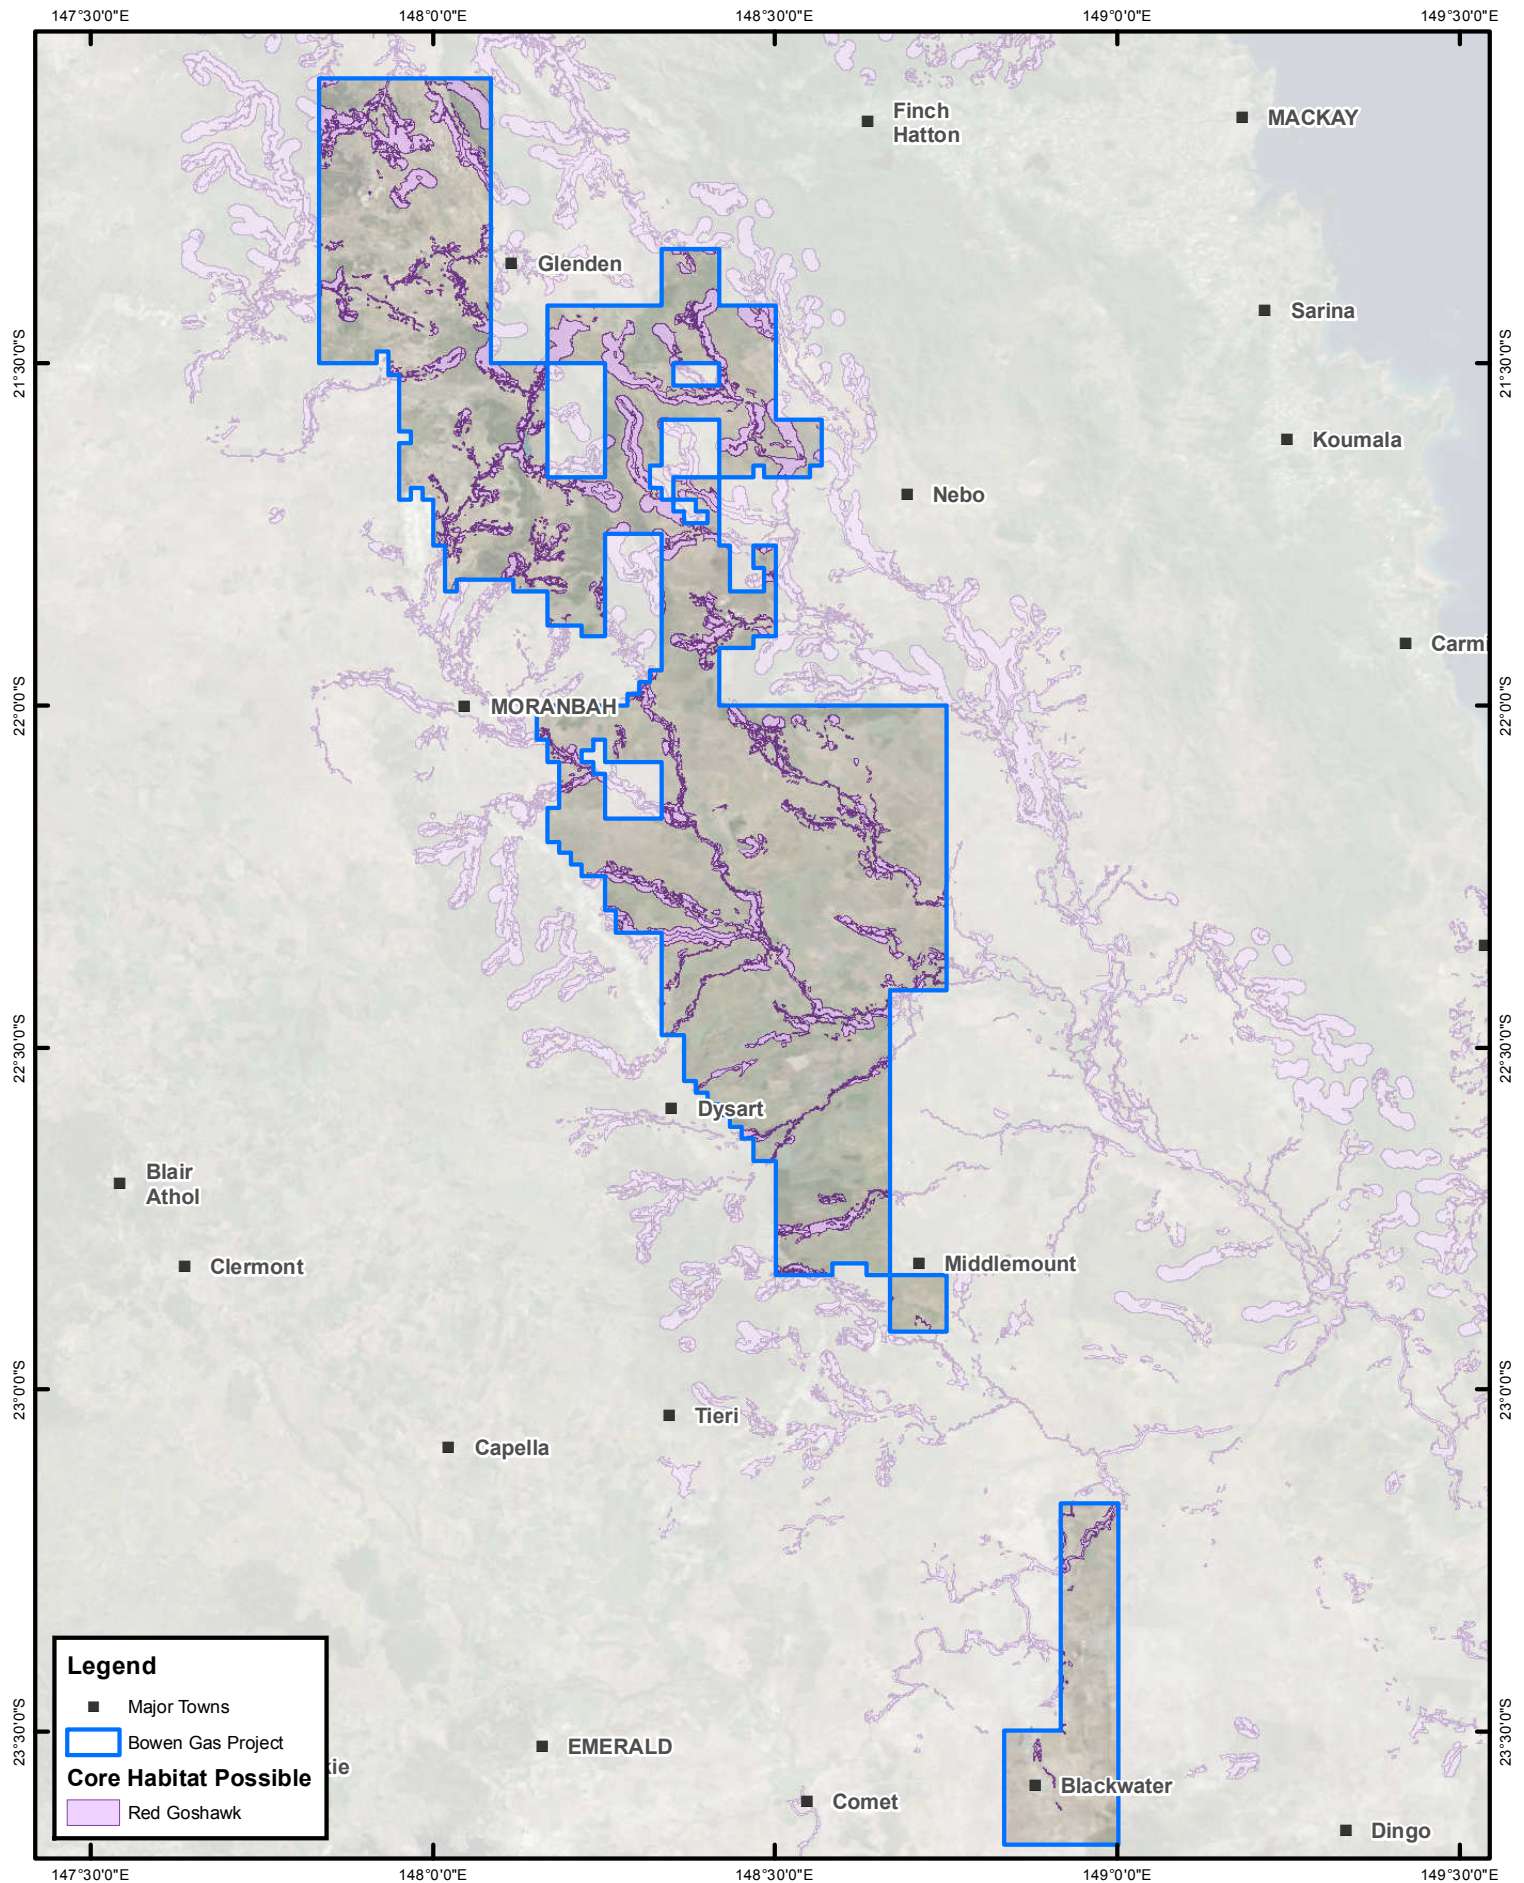 147°30'0"E 148°0'0"E 148°30'0"E 149°0'0"E 149°30'0"E
Finch
Hatton
MACKAY
Glenden
Sarina
21°30'0"S 21°30'0"S
Koumala
Nebo
Carmi
22°0'0"S MORANBAH 22°0'0"S
22°30'0"S 22°30'0"S
Dysart
Blair
Athol
Clermont
Middlemount
23°0'0"S 23°0'0"S
Tieri
Capella
Legend
Major Towns
Bowen Gas Project
Core Habitat Possible
Red Goshawk
23°30'0"S 23°30'0"S
EMERALD
kie
Blackwater
Comet
Dingo
147°30'0"E 148°0'0"E 148°30'0"E 149°0'0"E 149°30'0"E